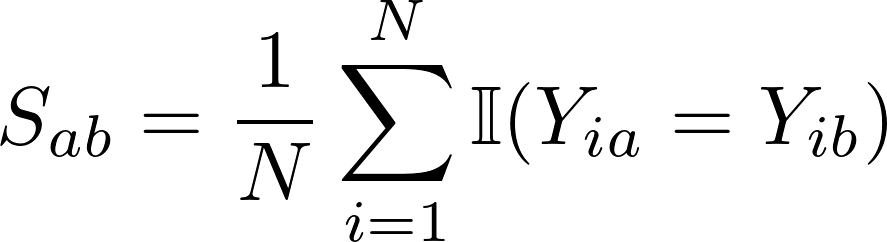 $S_{ab} = \frac{1}{N} \sum_{i=1}^{N} \mathbb{I}(Y_{ia} = Y_{ib})$